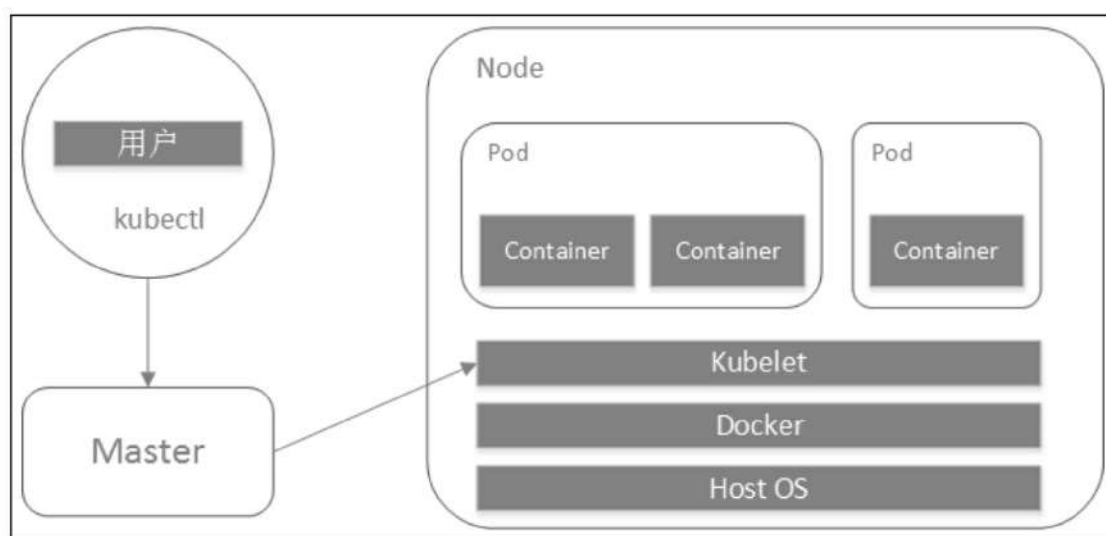 用户
kubectl
Master
Node
Pod
Container
Container
Pod
Container
Kubelet
Docker
Host OS